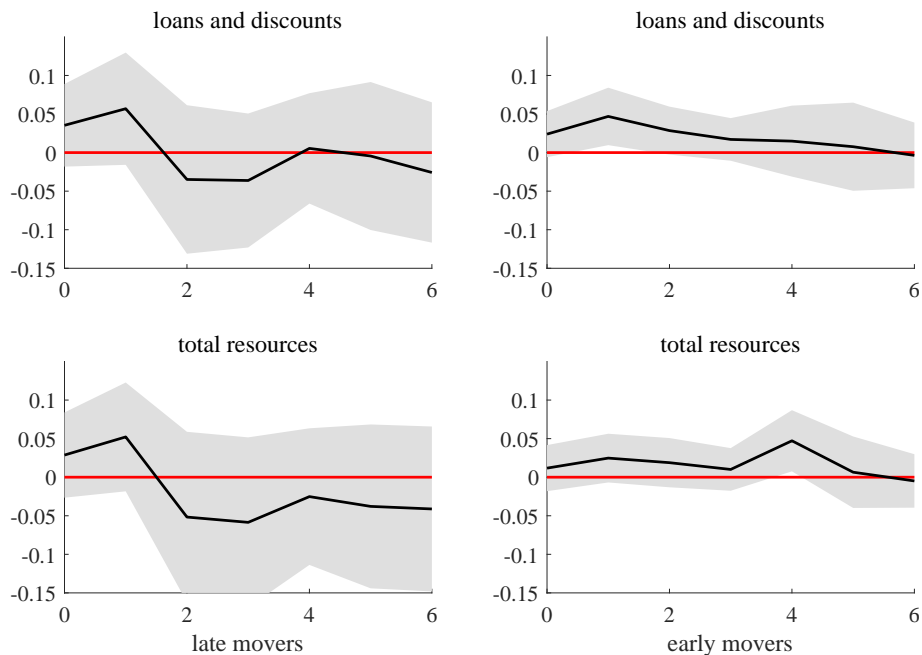 loans and discounts
0.1
0.05
0
-0.05
-0.1
-0.15
0 2 4 6
loans and discounts
0.1
0.05
0
-0.05
-0.1
-0.15
0 2 4 6
total resources
0.1
0.05
0
-0.05
-0.1
-0.15
0 2 4 6
late movers
total resources
0.1
0.05
0
-0.05
-0.1
-0.15
0 2 4 6
early movers